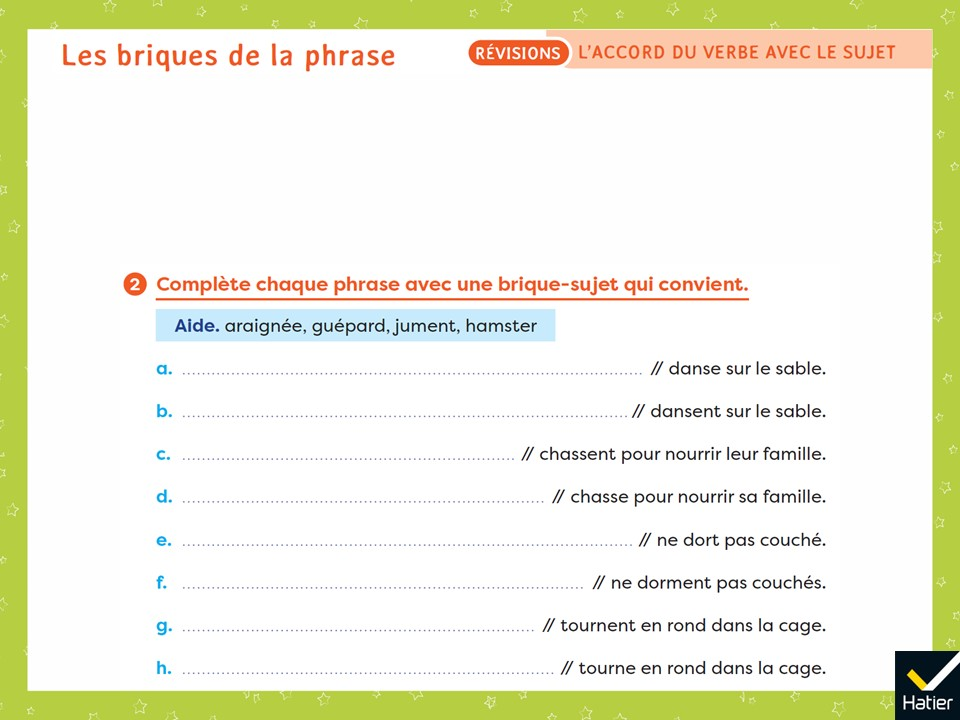 Les briques de la phrase
RÉVISIONS L'ACCORD DU VERBE AVEC LE SUJET
2 Complète chaque phrase avec une brique-sujet qui convient.
Aide. araignée, guépard, jument, hamster
a. .......... // danse sur le sable.
b. .......... // dansent sur le sable.
c. .......... // chassent pour nourrir leur famille.
d. .......... // chasse pour nourrir sa famille.
e. .......... // ne dort pas couché.
f. .......... // ne dorment pas couchés.
g. .......... // tournent en rond dans la cage.
h. .......... // tourne en rond dans la cage.
Hatier